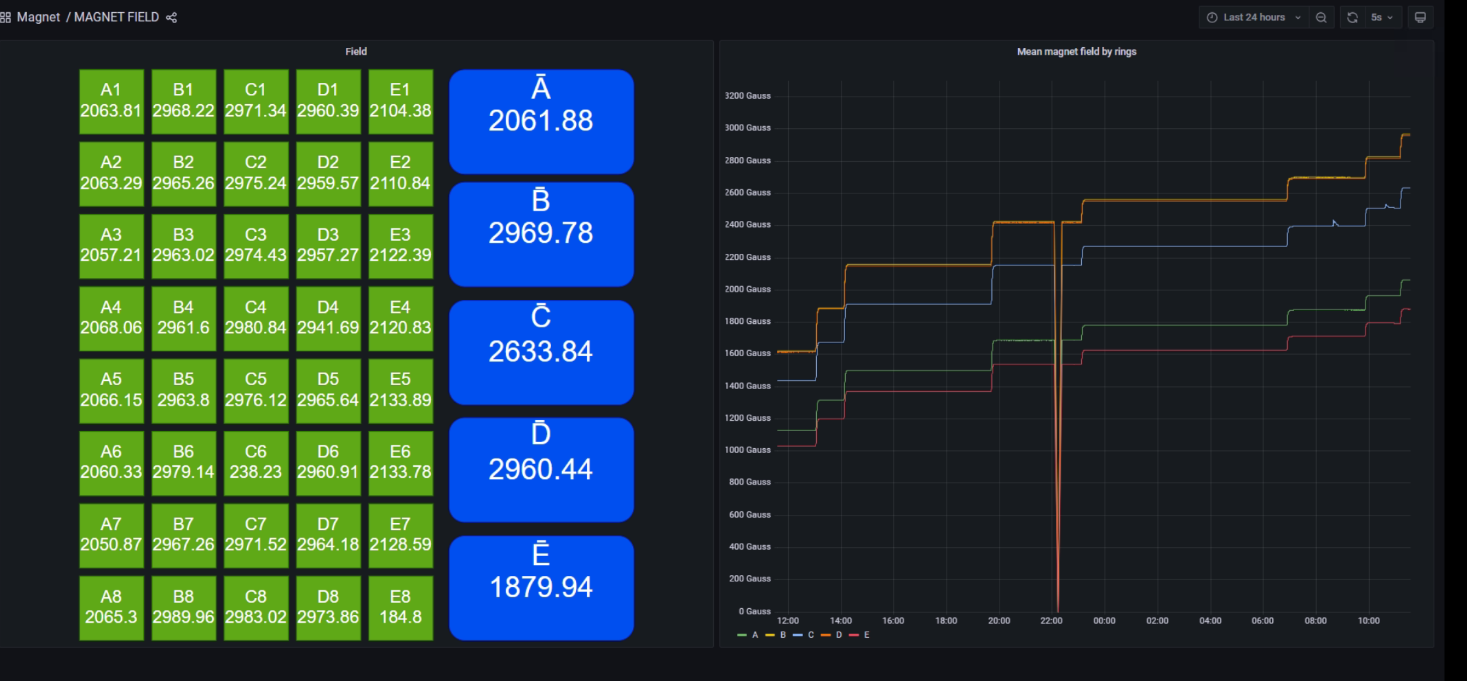 Magnet / MAGNET FIELD
Last 24 hours
5s
Field
A1 B1 C1 D1 E1
2063.81 2968.22 2971.34 2960.39 2104.38
A2 B2 C2 D2 E2
2063.29 2965.26 2975.24 2959.57 2110.84
A3 B3 C3 D3 E3
2057.21 2963.02 2974.43 2957.27 2122.39
A4 B4 C4 D4 E4
2068.06 2961.6 2980.84 2941.69 2120.83
A5 B5 C5 D5 E5
2066.15 2963.8 2976.12 2965.64 2133.89
A6 B6 C6 D6 E6
2060.33 2979.14 238.23 2960.91 2133.78
A7 B7 C7 D7 E7
2050.87 2967.26 2971.52 2964.18 2128.59
A8 B8 C8 D8 E8
2065.3 2989.96 2983.02 2973.86 184.8
Ā
2061.88
B̄
2969.78
C̄
2633.84
D̄
2960.44
Ē
1879.94
Mean magnet field by rings
3200 Gauss
3000 Gauss
2800 Gauss
2600 Gauss
2400 Gauss
2200 Gauss
2000 Gauss
1800 Gauss
1600 Gauss
1400 Gauss
1200 Gauss
1000 Gauss
800 Gauss
600 Gauss
400 Gauss
200 Gauss
0 Gauss
12:00 14:00 16:00 18:00 20:00 22:00 00:00 02:00 04:00 06:00 08:00 10:00
A B C D E